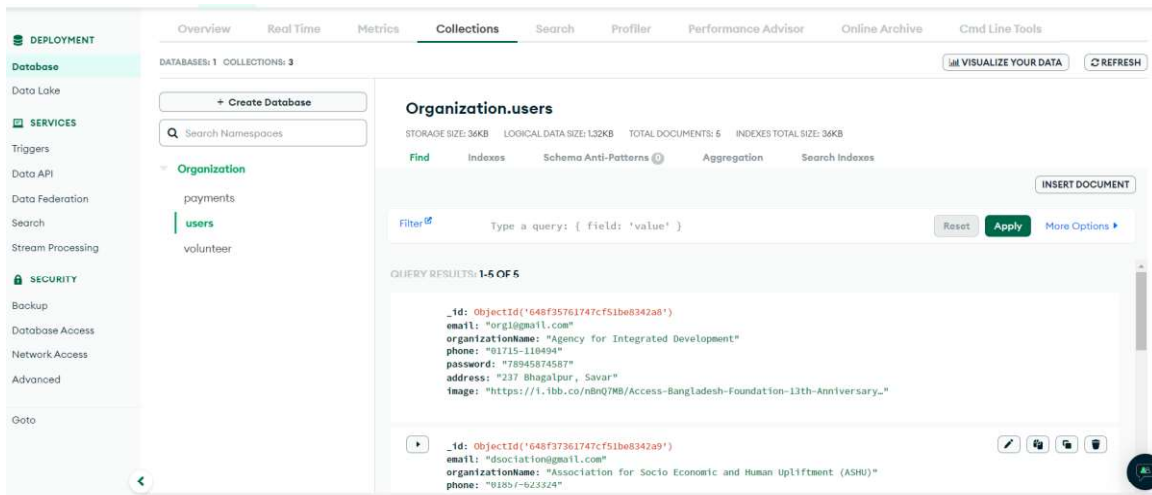 Overview Real Time Metrics Collections Search Profiler Performance Advisor Online Archive Cmd Line Tools
DEPLOYMENT
Database
Data Lake
SERVICES
Triggers
Data API
Data Federation
Search
Stream Processing
SECURITY
Backup
Database Access
Network Access
Advanced
Goto
DATABASES: 1 COLLECTIONS: 3
VISUALIZE YOUR DATA
REFRESH
+ Create Database
Search Namespaces
Organization
payments
users
volunteer
Organization.users
STORAGE SIZE: 36KB LOGICAL DATA SIZE: 1.32KB TOTAL DOCUMENTS: 5 INDEXES TOTAL SIZE: 36KB
Find Indexes Schema Anti-Patterns 0 Aggregation Search Indexes
INSERT DOCUMENT
Filter Type a query: { field: 'value' } Reset Apply More Options
QUERY RESULTS: 1-5 OF 5
_id: ObjectId('648f35761747cf51be8342a8')
email: "org1@gmail.com"
organizationName: "Agency for Integrated Development"
phone: "01715-110494"
password: "78945874587"
address: "237 Bhagalpur, Savar"
image: "https://i.ibb.co/nBnQ7MB/Access-Bangladesh-Foundation-13th-Anniversary…"
_id: ObjectId('648f37361747cf51be8342a9')
email: "dsociation@gmail.com"
organizationName: "Association for Socio Economic and Human Upliftment (ASHU)"
phone: "01857-623324"